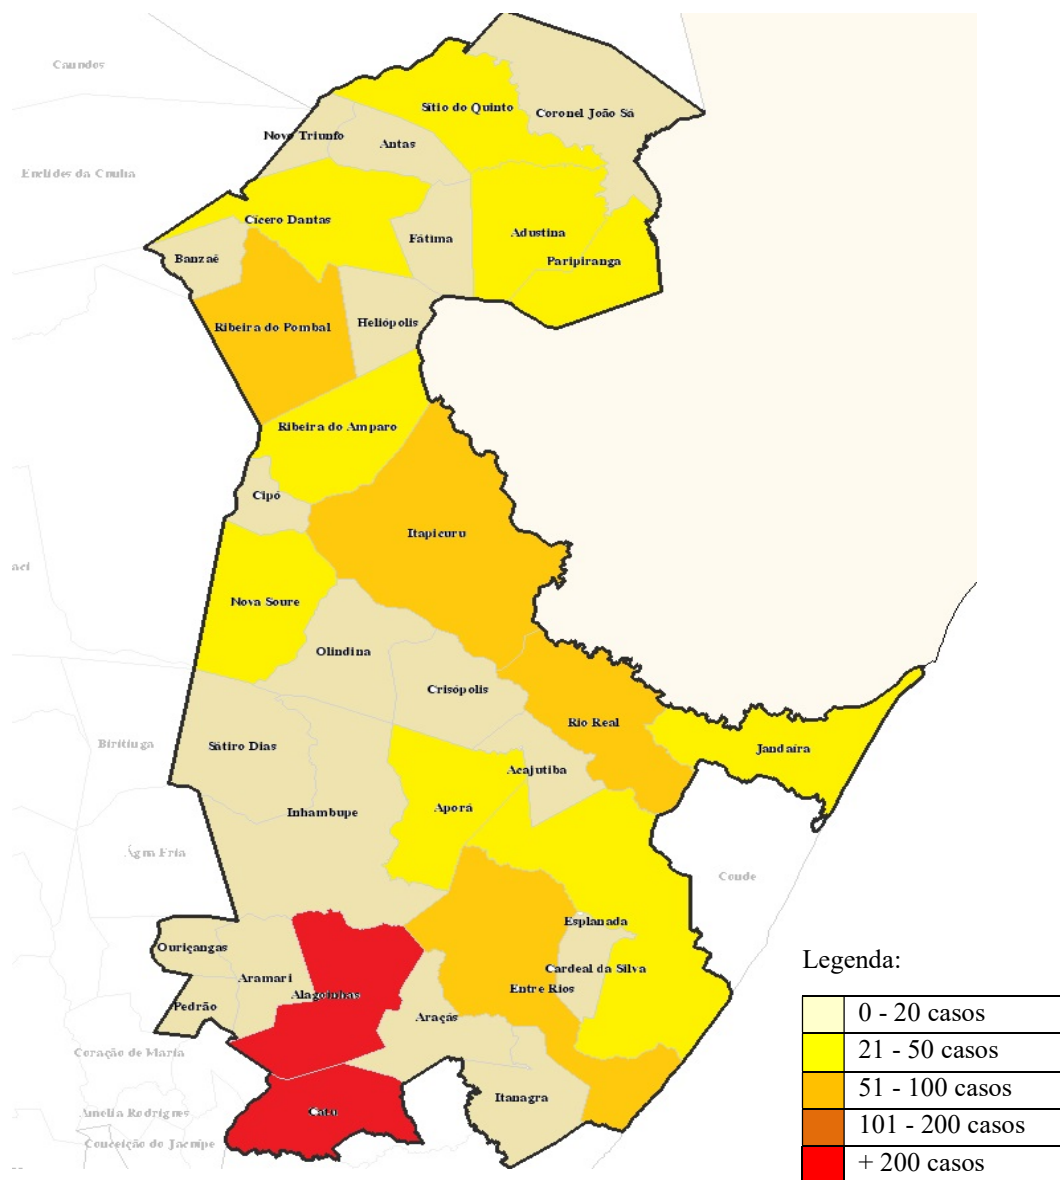 Sítio do Quinto
Coronel João Sá
Novo Triunfo
Antas
Euclides da Cunha
Cícero Dantas
Fátima
Adustina
Banzaê
Paripiranga
Ribeira do Pombal
Heliópolis
Ribeira do Amparo
Cipó
Itapicuru
aci
Nova Soure
Olindina
Crisópolis
Rio Real
Biritinga
Sátiro Dias
Jandaíra
Acajutiba
Aporá
Inhambupe
Água Fria
Conde
Esplanada
Ouriçangas
Aramari
Cardeal da Silva
Legenda:
Entre Rios
Alagoinhas
Pedrão
Araçás
0 - 20 casos
Coração de Maria
21 - 50 casos
51 - 100 casos
Itanagra
Catu
Amélia Rodrigues
101 - 200 casos
Conceição do Jacuípe
+ 200 casos